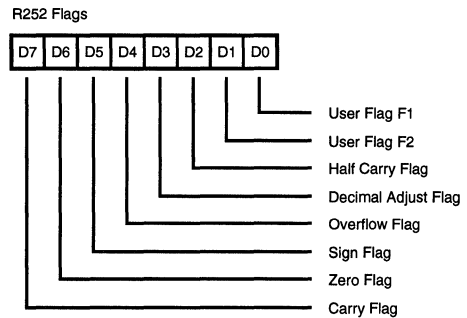 R252 Flags
D7 D6 D5 D4 D3 D2 D1 D0
User Flag F1
User Flag F2
Half Carry Flag
Decimal Adjust Flag
Overflow Flag
Sign Flag
Zero Flag
Carry Flag